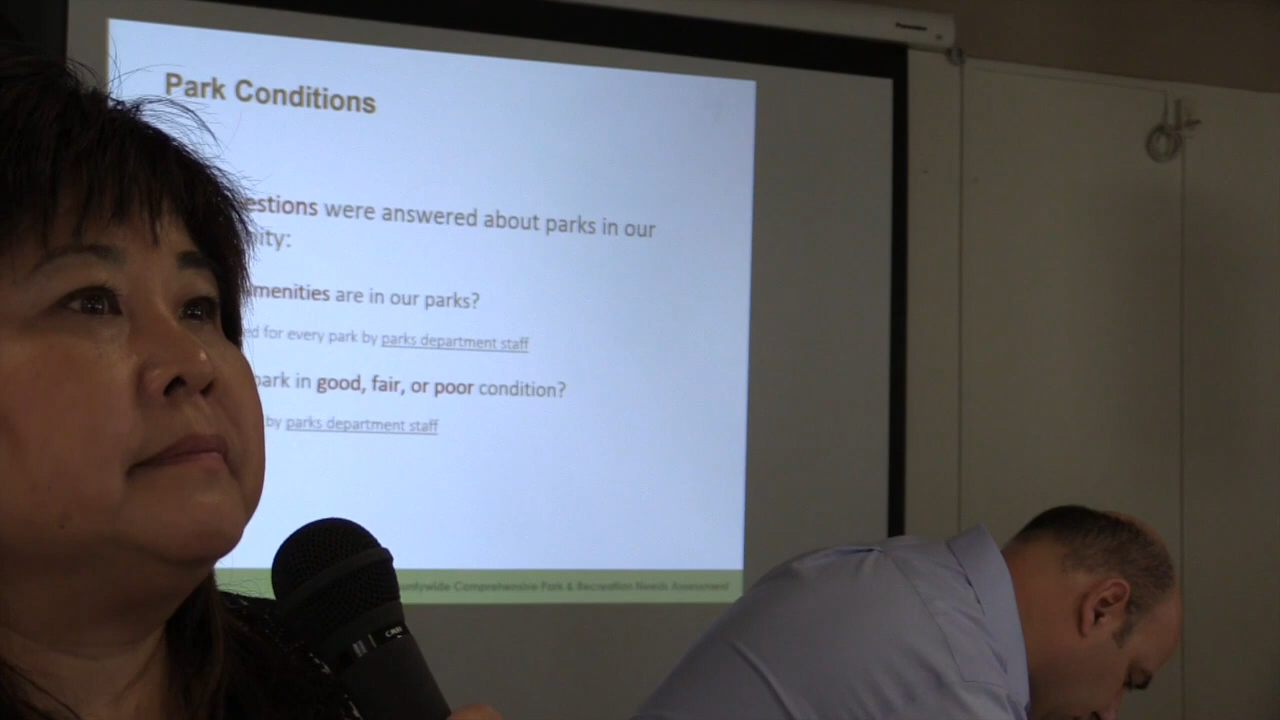 Panasonic
Park Conditions
estions were answered about parks in our
nity:
menities are in our parks?
ed for every park by parks department staff
park in good, fair, or poor condition?
by parks department staff
ntywide Comprehensive Park & Recreation Needs Assessment